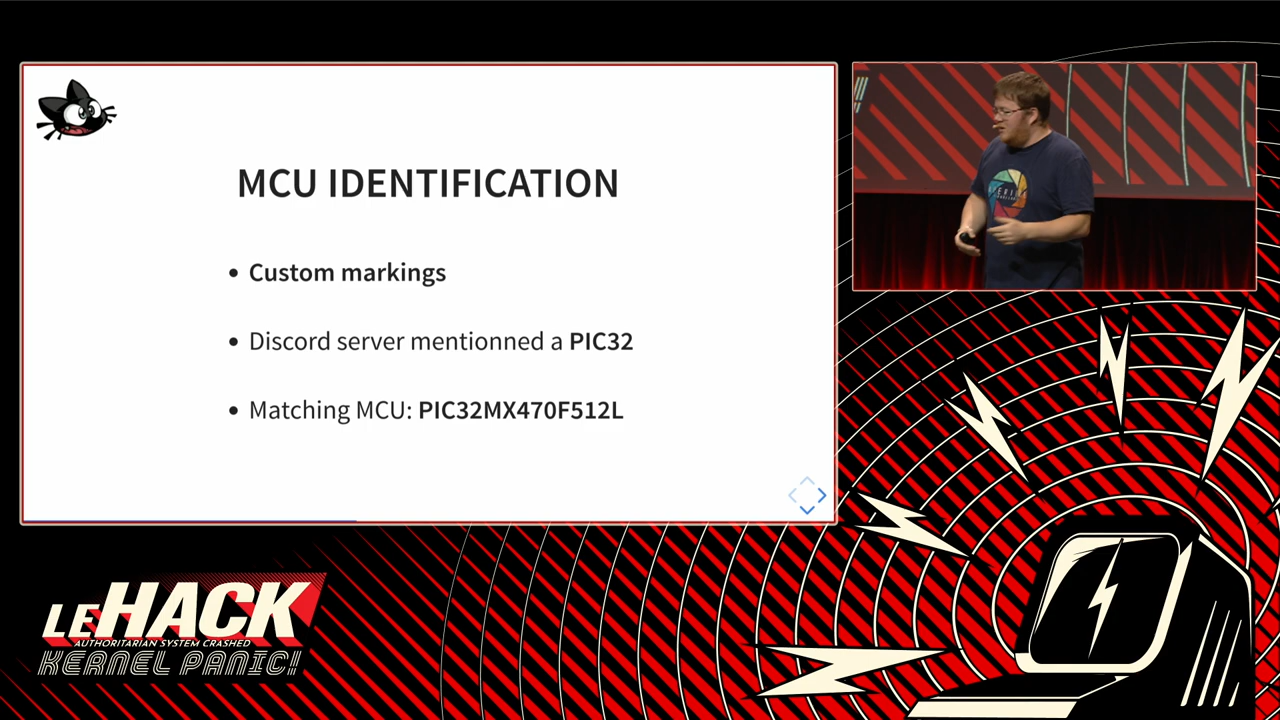 MCU IDENTIFICATION
Custom markings
Discord server mentionned a PIC32
Matching MCU: PIC32MX470F512L
LEHACK
AUTHORITARIAN SYSTEM CRASHED
KERNEL PANIC!